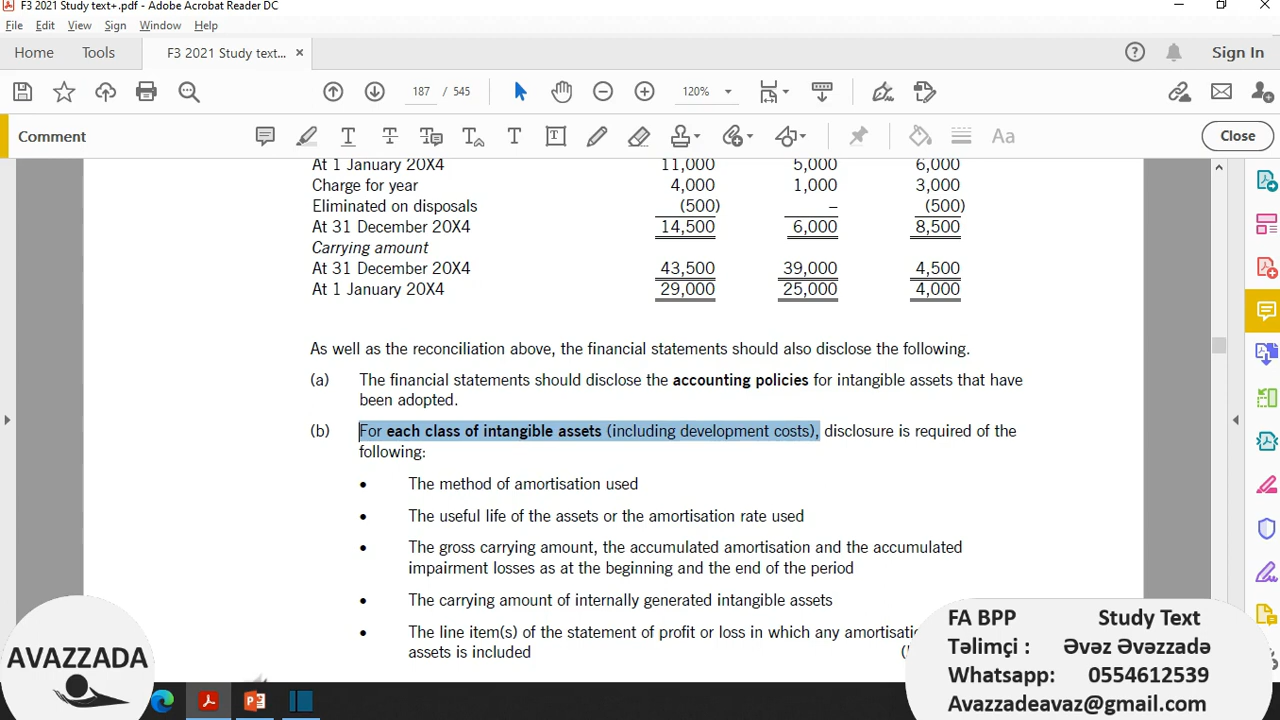 F3 2021 Study text+.pdf - Adobe Acrobat Reader DC
File Edit View Sign Window Help
Home Tools F3 2021 Study text... × Sign In
187 / 545 120%
Comment Aa Close
At 1 January 20X4 11,000 5,000 6,000
Charge for year 4,000 1,000 3,000
Eliminated on disposals (500) – (500)
At 31 December 20X4 14,500 6,000 8,500
Carrying amount
At 31 December 20X4 43,500 39,000 4,500
At 1 January 20X4 29,000 25,000 4,000
As well as the reconciliation above, the financial statements should also disclose the following.
(a) The financial statements should disclose the accounting policies for intangible assets that have
been adopted.
(b) For each class of intangible assets (including development costs), disclosure is required of the
following:
• The method of amortisation used
• The useful life of the assets or the amortisation rate used
• The gross carrying amount, the accumulated amortisation and the accumulated
impairment losses as at the beginning and the end of the period
• The carrying amount of internally generated intangible assets
• The line item(s) of the statement of profit or loss in which any
assets is included
AVAZZADA
FA BPP Study Text
Təlimçi : Əvəz Əvəzzadə
Whatsapp: 0554612539
Avazzadeavaz@gmail.com